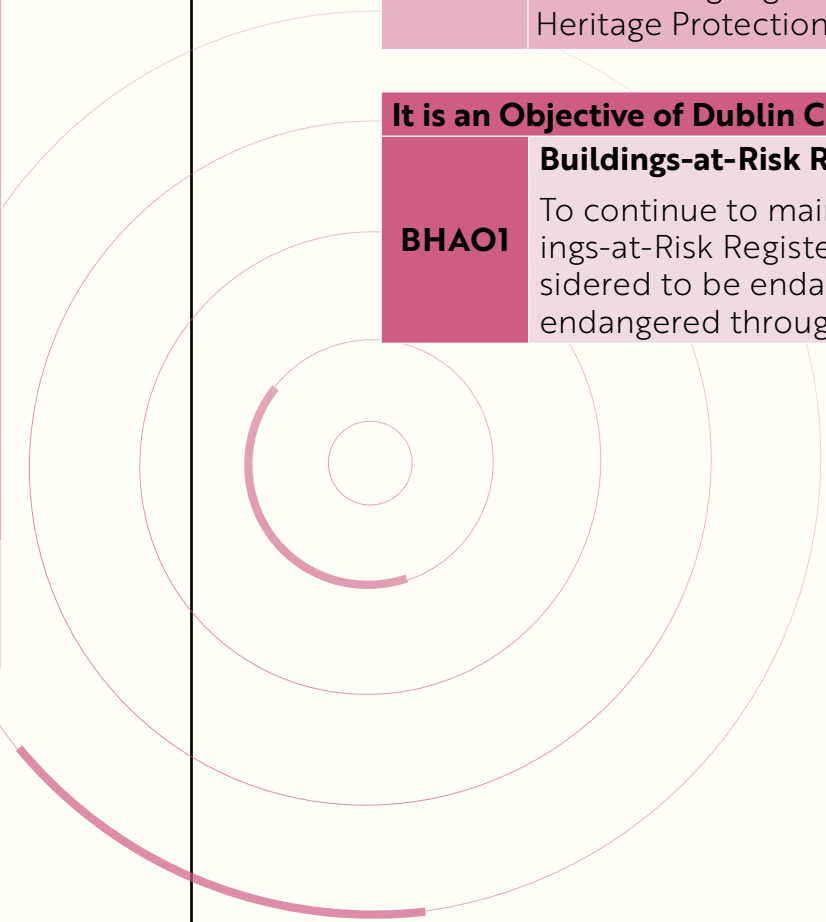 Heritage Protection
It is an Objective of Dublin C
Buildings-at-Risk R
To continue to main
BHAO1
ings-at-Risk Registe
sidered to be enda
endangered throug